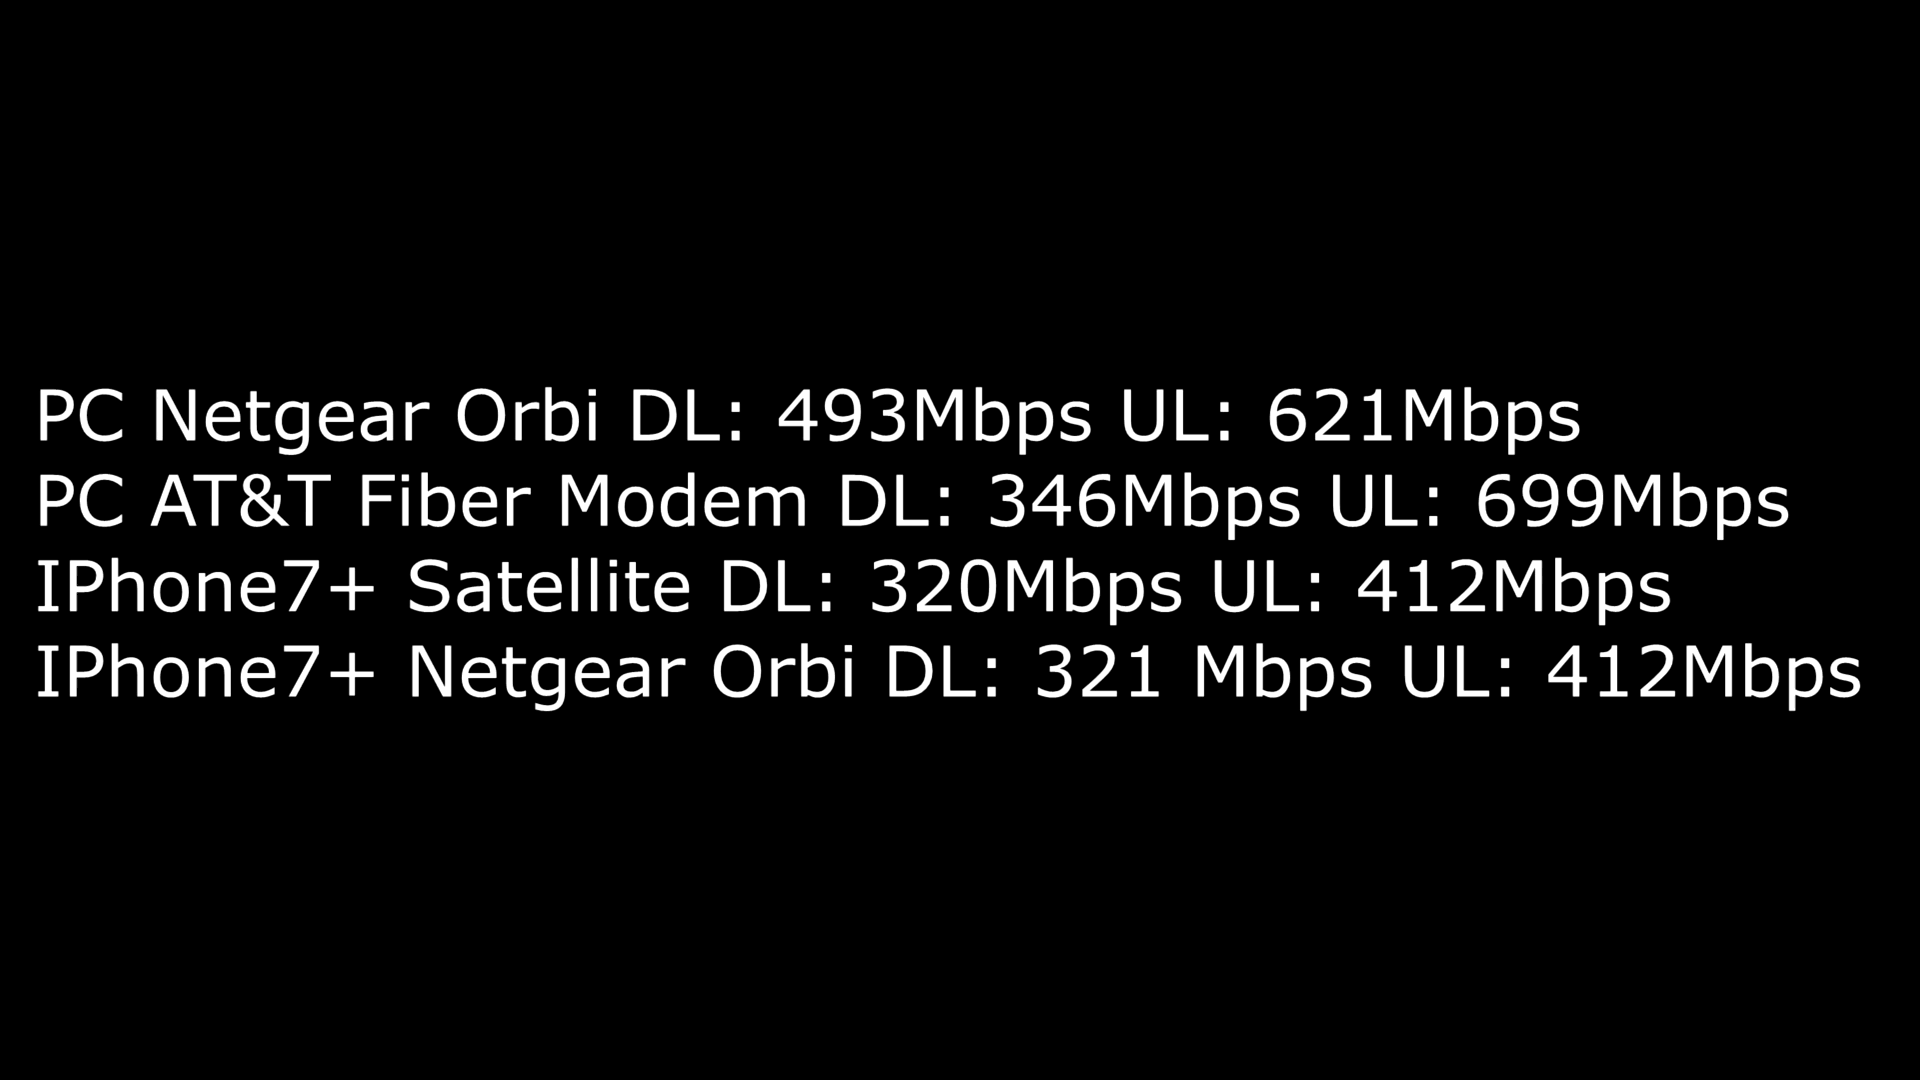 PC Netgear Orbi DL: 493Mbps UL: 621Mbps
PC AT&T Fiber Modem DL: 346Mbps UL: 699Mbps
IPhone7+ Satellite DL: 320Mbps UL: 412Mbps
IPhone7+ Netgear Orbi DL: 321 Mbps UL: 412Mbps